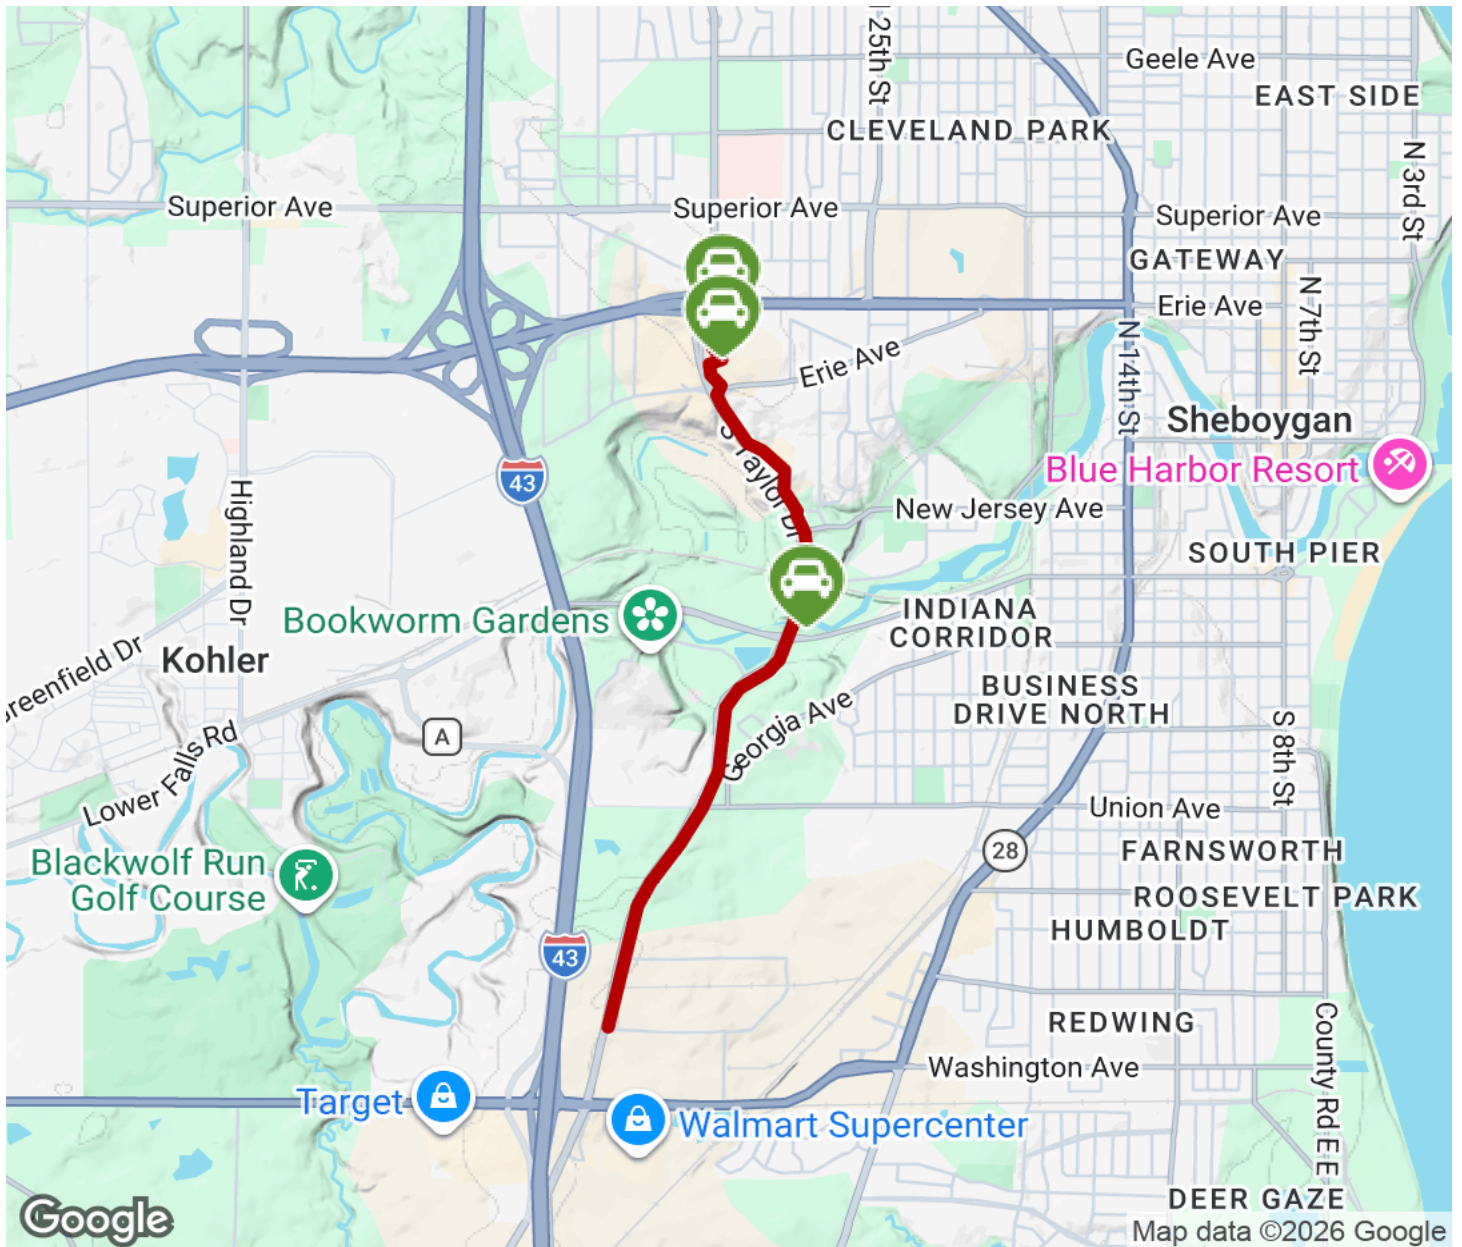 N 25th St
Geele Ave
EAST SIDE
CLEVELAND PARK
N 3rd St
Superior Ave
Superior Ave
Superior Ave
GATEWAY
Erie Ave
N 7th St
N 14th St
Erie Ave
Sheboygan
S Taylor Dr
Blue Harbor Resort
43
Highland Dr
New Jersey Ave
SOUTH PIER
Bookworm Gardens
INDIANA
CORRIDOR
Greenfield Dr
Kohler
BUSINESS
DRIVE NORTH
Georgia Ave
A
Lower Falls Rd
S 8th St
Union Ave
28
FARNSWORTH
Blackwolf Run
Golf Course
ROOSEVELT PARK
HUMBOLDT
43
REDWING
County Rd EE
Washington Ave
Target
Walmart Supercenter
DEER GAZE
Google
Map data ©2026 Google